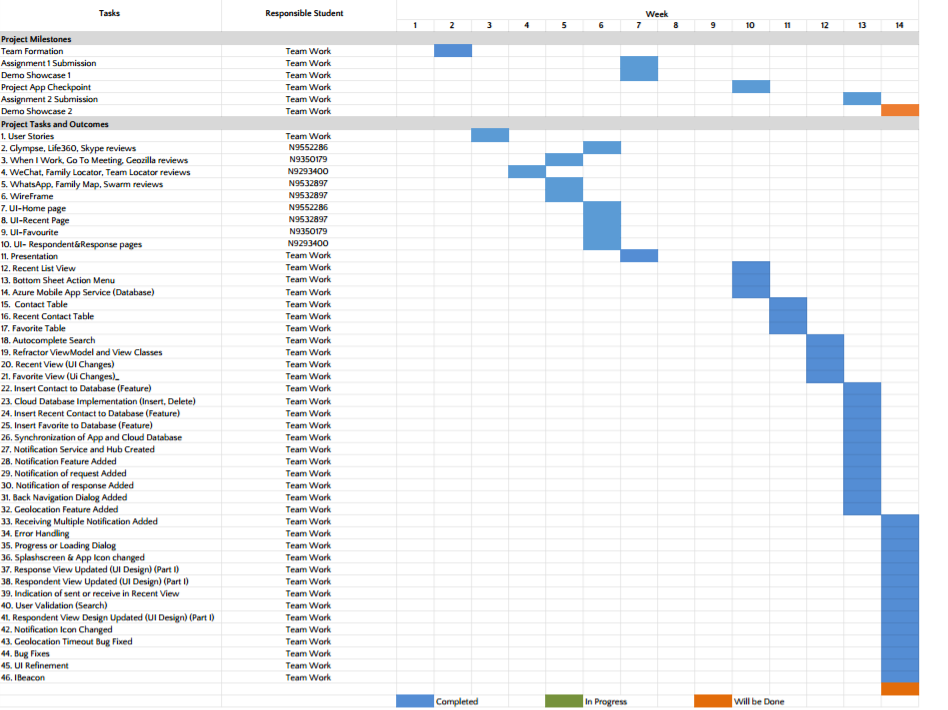 Tasks Responsible Student Week
1 2 3 4 5 6 7 8 9 10 11 12 13 14
Project Milestones
Team Formation Team Work
Assignment 1 Submission Team Work
Demo Showcase 1 Team Work
Project App Checkpoint Team Work
Assignment 2 Submission Team Work
Demo Showcase 2 Team Work
Project Tasks and Outcomes
1. User Stories Team Work
2. Glympse, Life360, Skype reviews N9552286
3. When I Work, Go To Meeting, Geozilla reviews N9350179
4. WeChat, Family Locator, Team Locator reviews N9293400
5. WhatsApp, Family Map, Swarm reviews N9532897
6. WireFrame N9532897
7. UI-Home page N9552286
8. UI-Recent Page N9532897
9. UI-Favourite N9350179
10. UI- Respondent&Response pages N9293400
11. Presentation Team Work
12. Recent List View Team Work
13. Bottom Sheet Action Menu Team Work
14. Azure Mobile App Service (Database) Team Work
15. Contact Table Team Work
16. Recent Contact Table Team Work
17. Favorite Table Team Work
18. Autocomplete Search Team Work
19. Refractor ViewModel and View Classes Team Work
20. Recent View (UI Changes) Team Work
21. Favorite View (Ui Changes)_ Team Work
22. Insert Contact to Database (Feature) Team Work
23. Cloud Database Implementation (Insert, Delete) Team Work
24. Insert Recent Contact to Database (Feature) Team Work
25. Insert Favorite to Database (Feature) Team Work
26. Synchronization of App and Cloud Database Team Work
27. Notification Service and Hub Created Team Work
28. Notification Feature Added Team Work
29. Notification of request Added Team Work
30. Notification of response Added Team Work
31. Back Navigation Dialog Added Team Work
32. Geolocation Feature Added Team Work
33. Receiving Multiple Notification Added Team Work
34. Error Handling Team Work
35. Progress or Loading Dialog Team Work
36. Splashscreen & App Icon changed Team Work
37. Response View Updated (UI Design) (Part I) Team Work
38. Respondent View Updated (UI Design) (Part I) Team Work
39. Indication of sent or receive in Recent View Team Work
40. User Validation (Search) Team Work
41. Respondent View Design Updated (UI Design) (Part I) Team Work
42. Notification Icon Changed Team Work
43. Geolocation Timeout Bug Fixed Team Work
44. Bug Fixes Team Work
45. UI Refinement Team Work
46. IBeacon Team Work
Completed In Progress Will be Done